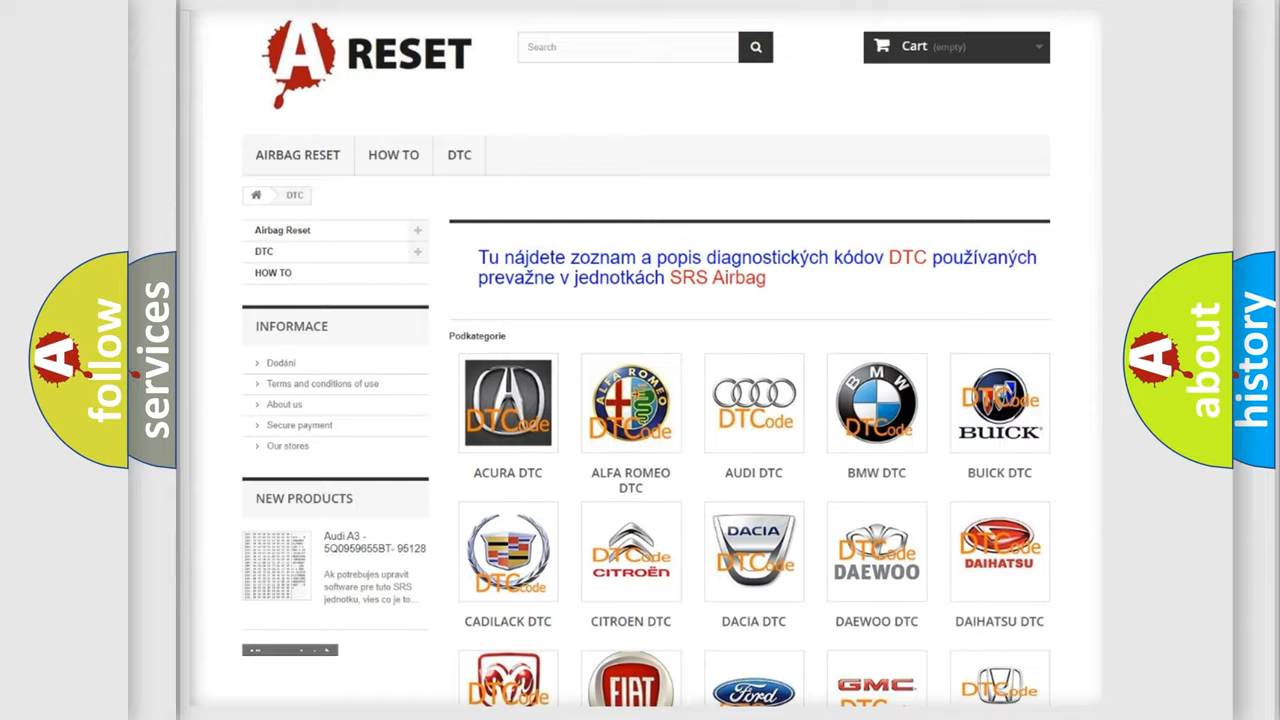 A RESET
Search
Cart (empty)
AIRBAG RESET
HOW TO
DTC
DTC
Airbag Reset
DTC
HOW TO
INFORMACE
Dodání
Terms and conditions of use
About us
Secure payment
Our stores
NEW PRODUCTS
Audi A3 -
5Q0959655BT- 95128
Ak potrebujes upravit
software pre tuto SRS
jednotku, vies co je to...
Tu nájdete zoznam a popis diagnostických kódov DTC používaných
prevažne v jednotkách SRS Airbag
Podkategorie
DTCode
ALFA ROMEO
DTCode
DTCode
BMW
DTCode
DTCode
BUICK
ACURA DTC
ALFA ROMEO
DTC
AUDI DTC
BMW DTC
BUICK DTC
DTCode
DTCode
CITROËN
DACIA
DTCode
DTCode
DAEWOO
DTCode
DAIHATSU
CADILACK DTC
CITROEN DTC
DACIA DTC
DAEWOO DTC
DAIHATSU DTC
DTCode
FIAT
Ford
GMC
DTCode
A follow
services
A about
history